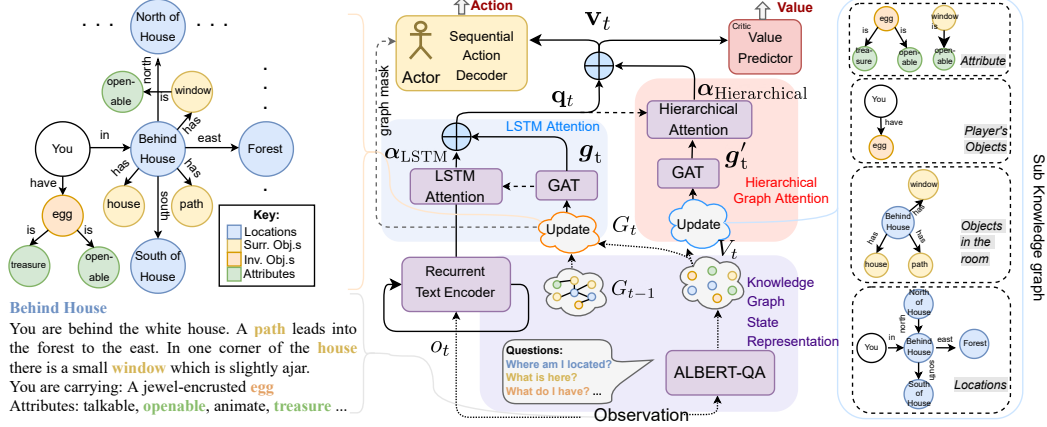 North of
House
north
open-
able
is
window
has
You
in
Behind
House
east
Forest
have
has
has
egg
house
path
is
is
south
treasure
open-
able
South of
House
Key:
Locations
Surr. Obj.s
Inv. Obj.s
Attributes
Behind House
You are behind the white house. A path leads into
the forest to the east. In one corner of the house
there is a small window which is slightly ajar.
You are carrying: A jewel-encrusted egg
Attributes: talkable, openable, animate, treasure ...
Action
Value
Actor
Sequential
Action
Decoder
v_t
Critic
Value
Predictor
graph mask
q_t
α_Hierarchical
Hierarchical
Attention
LSTM Attention
α_LSTM
g_t
g′_t
LSTM
Attention
GAT
GAT
Hierarchical
Graph Attention
Update
G_t
Update
V_t
Recurrent
Text Encoder
G_{t−1}
Knowledge
Graph
State
Representation
o_t
Questions:
Where am I located?
What is here?
What do I have? ...
ALBERT-QA
Observation
egg
window
is
is
is
trea-
sure
open-
able
open-
able
Attribute
You
have
egg
Player's
Objects
window
Behind
House
has
has
has
house
path
Objects
in the
room
North of
House
north
You
in
Behind
House
east
Forest
south
South of
House
Locations
Sub Knowledge graph